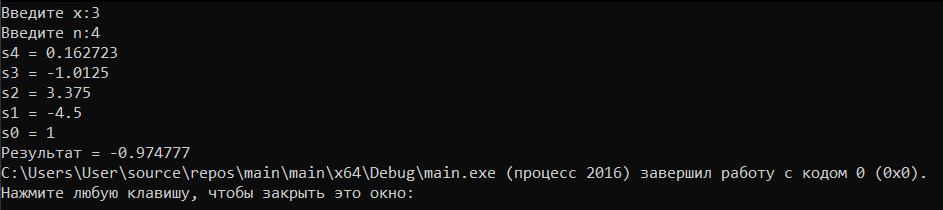 Введите x:3
Введите n:4
s4 = 0.162723
s3 = -1.0125
s2 = 3.375
s1 = -4.5
s0 = 1
Результат = -0.974777
C:\Users\User\source\repos\main\main\x64\Debug\main.exe (процесс 2016) завершил работу с кодом 0 (0x0).
Нажмите любую клавишу, чтобы закрыть это окно: